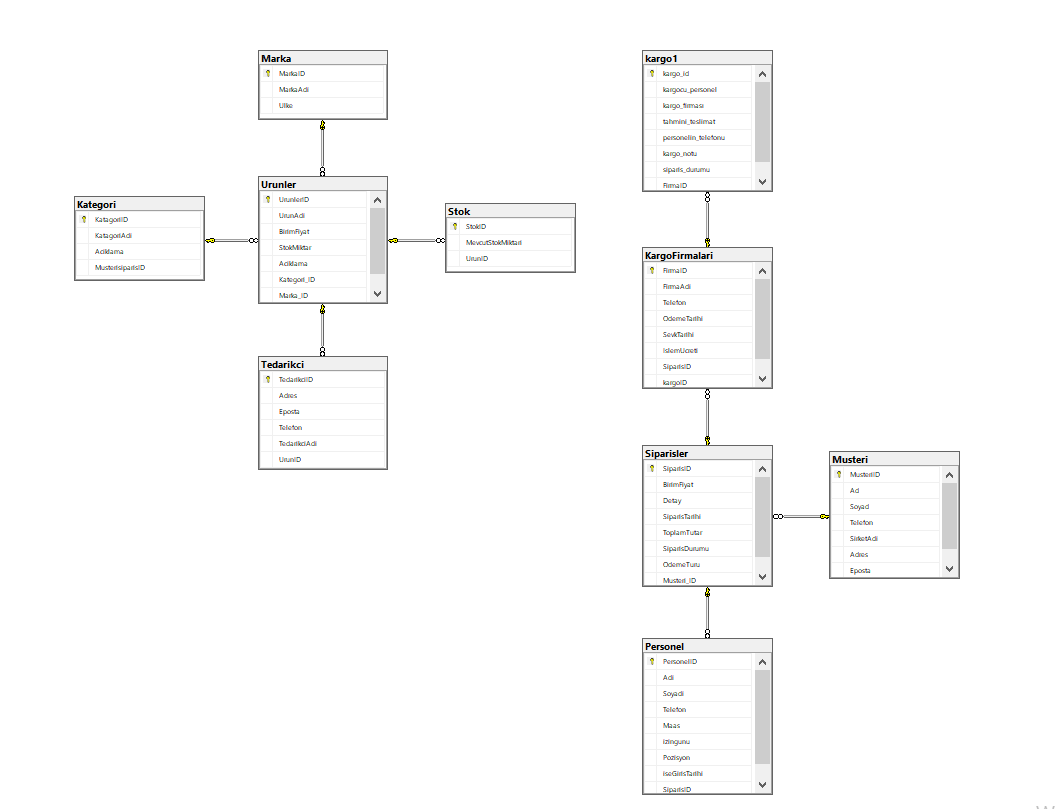 Marka
MarkaID
MarkaAdi
Ulke
Urunler
UrunlerID
UrunAdi
BirimFiyat
StokMiktar
Aciklama
Kategori_ID
Marka_ID
Kategori
KatagoriID
KatagoriAdi
Aciklama
MusterisiparisID
Stok
StokID
MevcutStokMiktari
UrunID
Tedarikci
TedarikciID
Adres
Eposta
Telefon
TedarikciAdi
UrunID
kargo1
kargo_id
kargocu_personel
kargo_firması
tahmini_teslimat
personelin_telefonu
kargo_notu
siparis_durumu
FirmaID
KargoFirmalari
FirmaID
FirmaAdi
Telefon
OdemeTarihi
SevkTarihi
IslemUcreti
SiparisID
kargoID
Siparisler
SiparisID
BirimFiyat
Detay
SiparisTarihi
ToplamTutar
SiparisDurumu
OdemeTuru
Musteri_ID
Musteri
MusteriID
Ad
Soyad
Telefon
SirketAdi
Adres
Eposta
Personel
PersonelID
Adi
Soyadi
Telefon
Maas
izingunu
Pozisyon
iseGirisTarihi
SiparisID